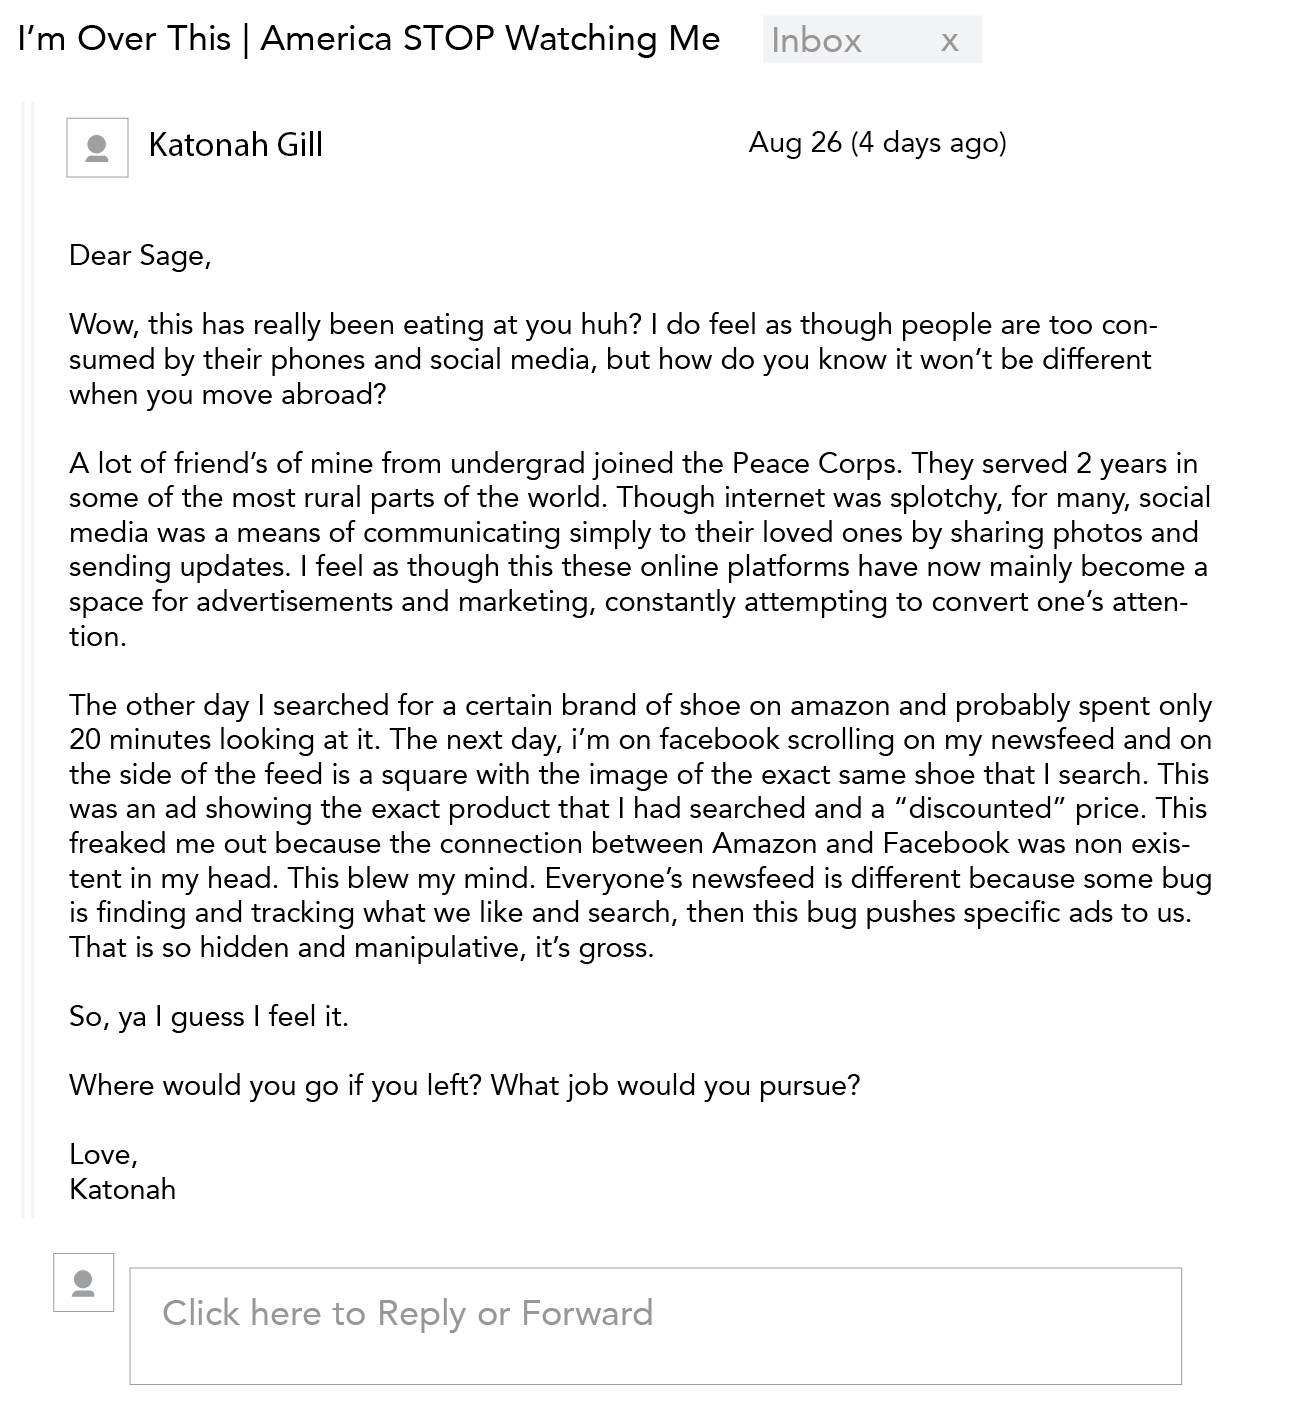 I’m Over This | America STOP Watching Me
Inbox x
Katonah Gill
Aug 26 (4 days ago)
Dear Sage,
Wow, this has really been eating at you huh? I do feel as though people are too con-
sumed by their phones and social media, but how do you know it won’t be different
when you move abroad?
A lot of friend’s of mine from undergrad joined the Peace Corps. They served 2 years in
some of the most rural parts of the world. Though internet was splotchy, for many, social
media was a means of communicating simply to their loved ones by sharing photos and
sending updates. I feel as though this these online platforms have now mainly become a
space for advertisements and marketing, constantly attempting to convert one’s atten-
tion.
The other day I searched for a certain brand of shoe on amazon and probably spent only
20 minutes looking at it. The next day, i’m on facebook scrolling on my newsfeed and on
the side of the feed is a square with the image of the exact same shoe that I search. This
was an ad showing the exact product that I had searched and a “discounted” price. This
freaked me out because the connection between Amazon and Facebook was non exis-
tent in my head. This blew my mind. Everyone’s newsfeed is different because some bug
is finding and tracking what we like and search, then this bug pushes specific ads to us.
That is so hidden and manipulative, it’s gross.
So, ya I guess I feel it.
Where would you go if you left? What job would you pursue?
Love,
Katonah
Click here to Reply or Forward